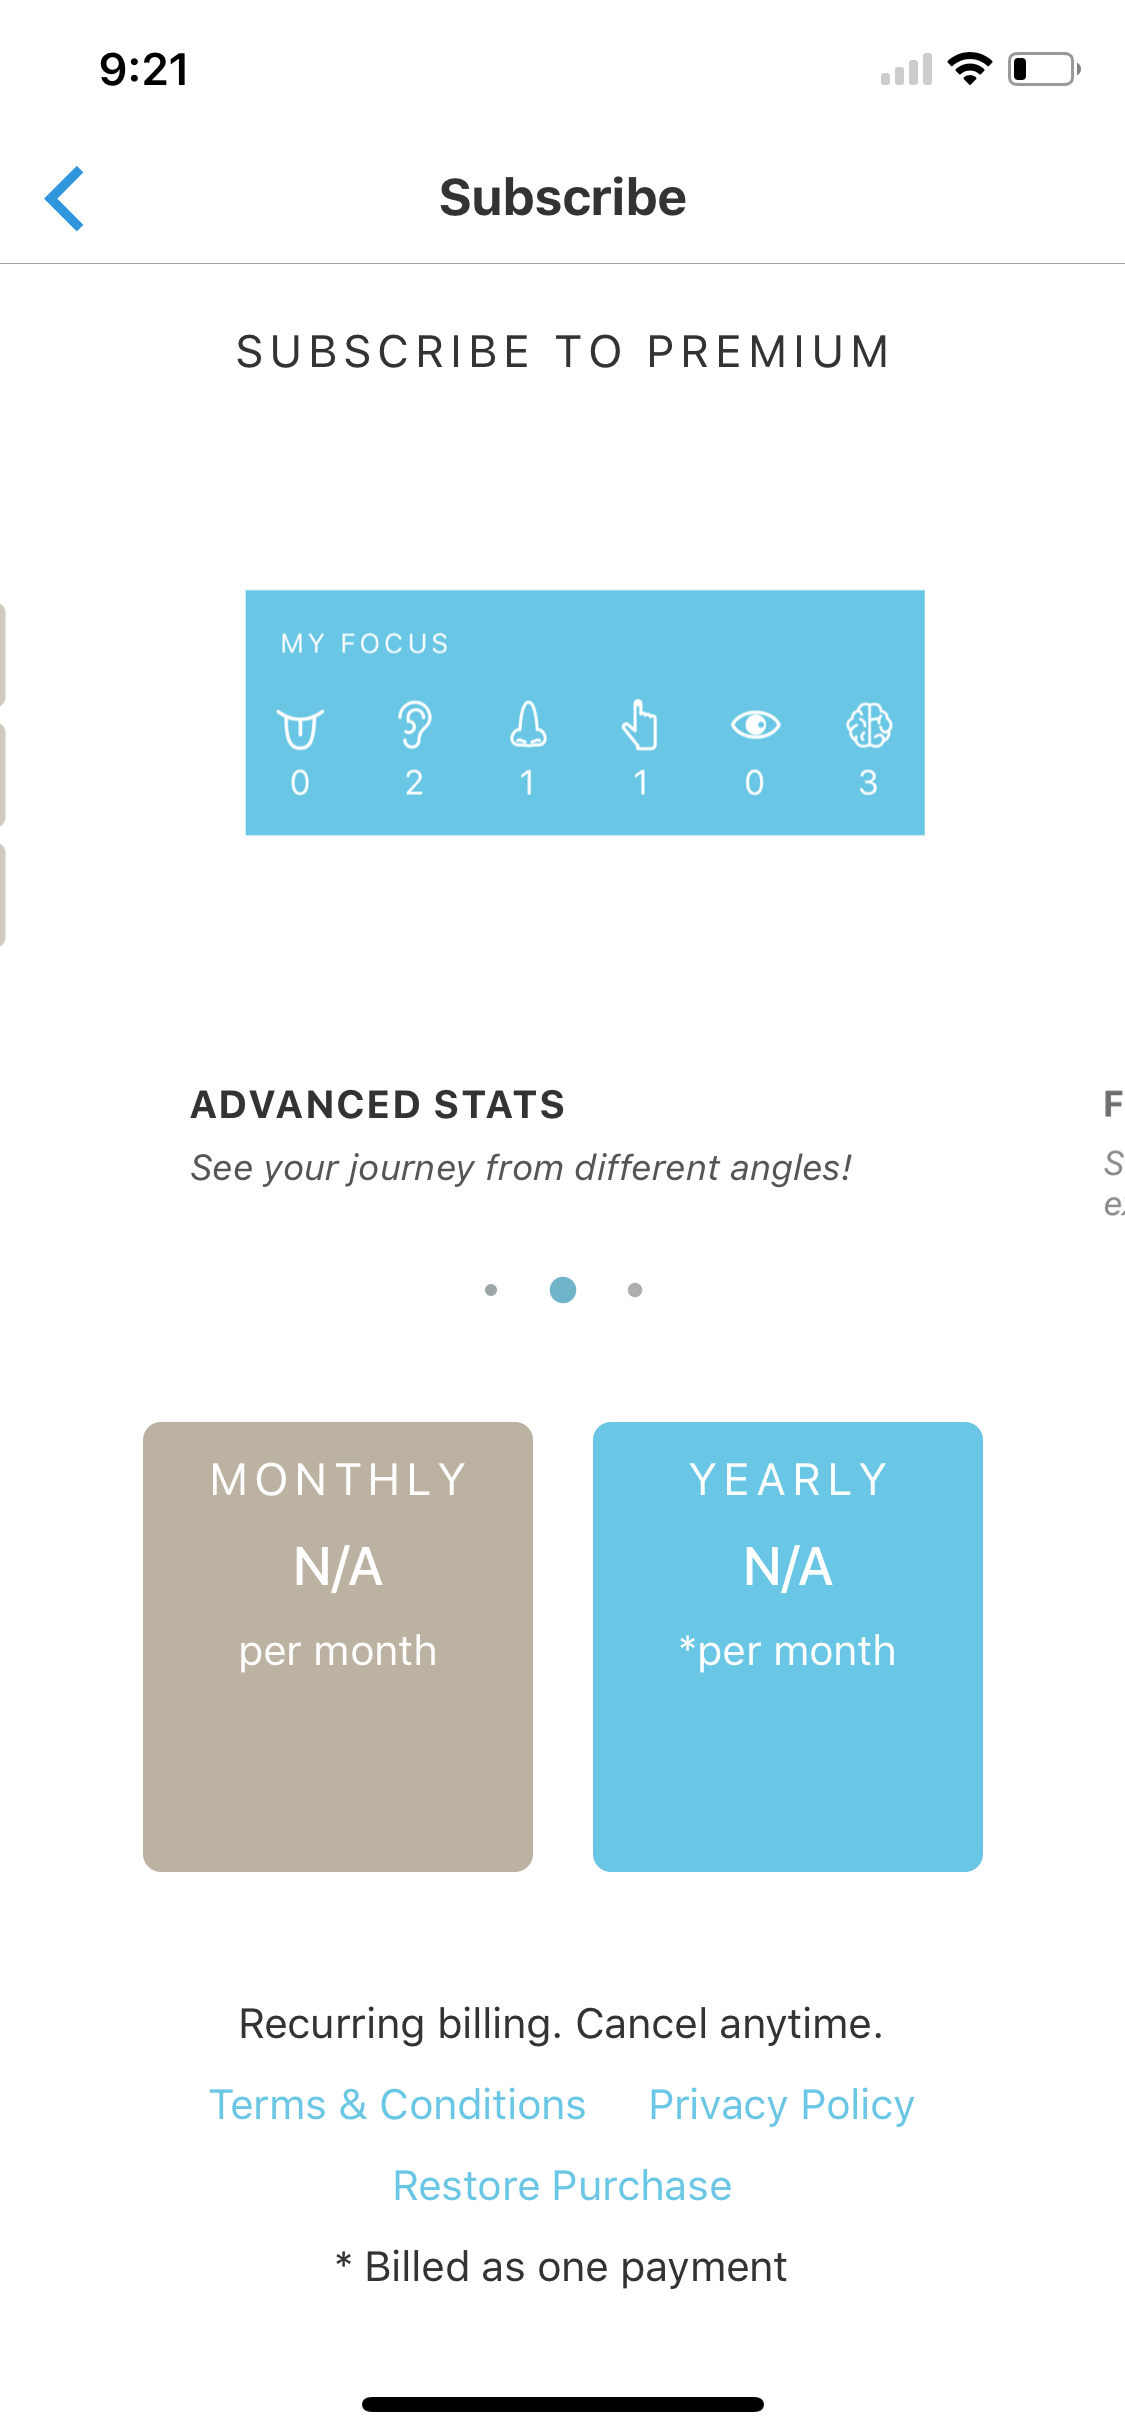 9:21
Subscribe
SUBSCRIBE TO PREMIUM
MY FOCUS
0 2 1 1 0 3
ADVANCED STATS
See your journey from different angles!
MONTHLY
N/A
per month
YEARLY
N/A
*per month
Recurring billing. Cancel anytime.
Terms & Conditions Privacy Policy
Restore Purchase
* Billed as one payment